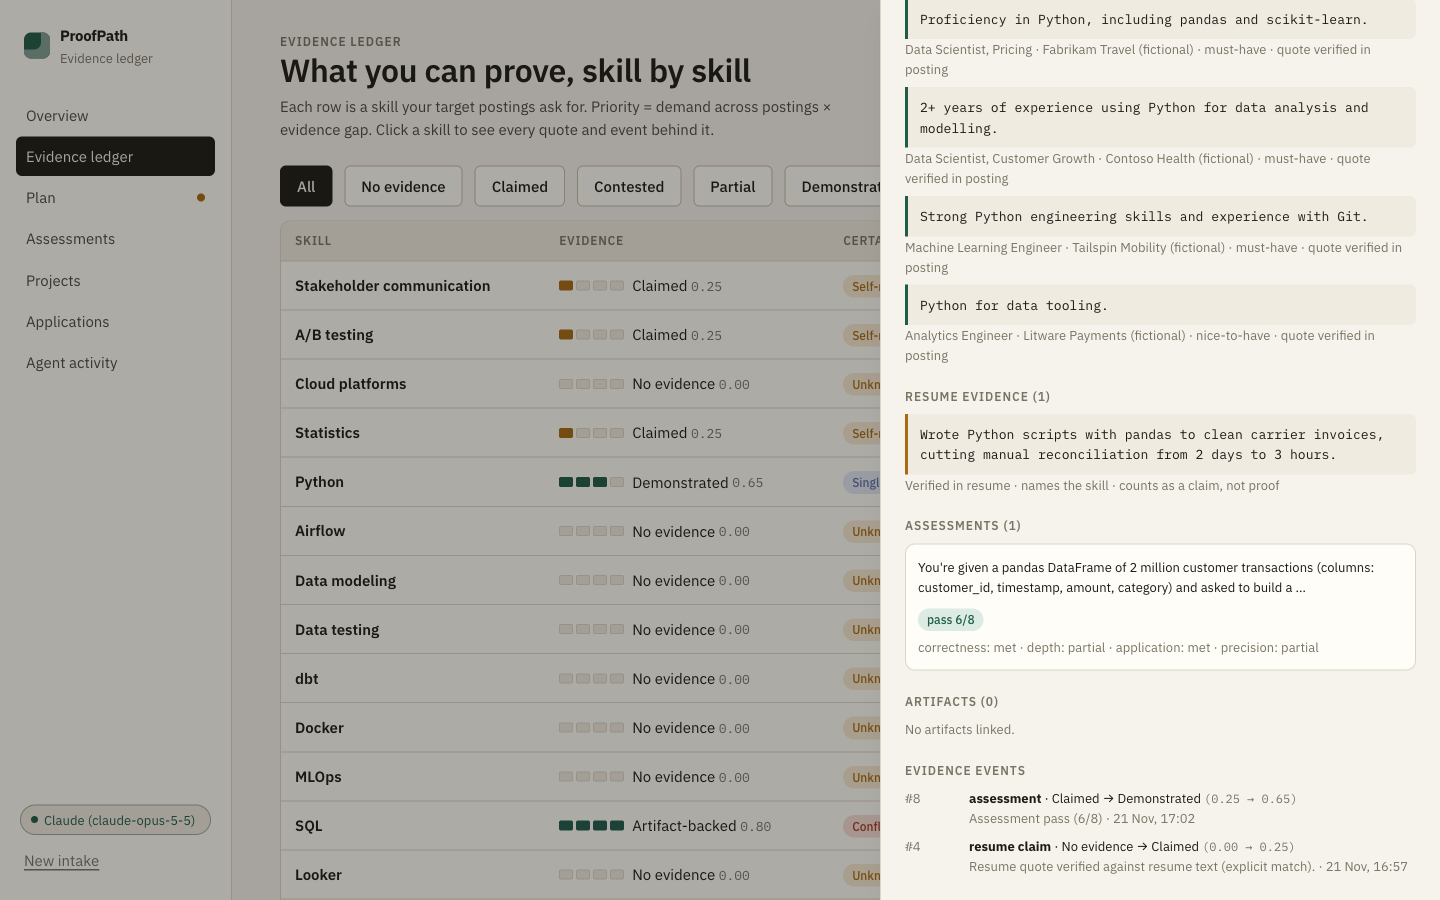 ProofPath
Evidence ledger
Overview
Evidence ledger
Plan
Assessments
Projects
Applications
Agent activity
Claude (claude-opus-5-5)
New intake
EVIDENCE LEDGER
What you can prove, skill by skill
Each row is a skill your target postings ask for. Priority = demand across postings ×
evidence gap. Click a skill to see every quote and event behind it.
All No evidence Claimed Contested Partial Demonstrat
SKILL EVIDENCE CERTA
Stakeholder communication Claimed 0.25 Self-r
A/B testing Claimed 0.25 Self-r
Cloud platforms No evidence 0.00 Unkn
Statistics Claimed 0.25 Self-r
Python Demonstrated 0.65 Singl
Airflow No evidence 0.00 Unkn
Data modeling No evidence 0.00 Unkn
Data testing No evidence 0.00 Unkn
dbt No evidence 0.00 Unkn
Docker No evidence 0.00 Unkn
MLOps No evidence 0.00 Unkn
SQL Artifact-backed 0.80 Confl
Looker No evidence 0.00 Unkn
Proficiency in Python, including pandas and scikit-learn.
Data Scientist, Pricing · Fabrikam Travel (fictional) · must-have · quote verified in
posting
2+ years of experience using Python for data analysis and
modelling.
Data Scientist, Customer Growth · Contoso Health (fictional) · must-have · quote
verified in posting
Strong Python engineering skills and experience with Git.
Machine Learning Engineer · Tailspin Mobility (fictional) · must-have · quote verified in
posting
Python for data tooling.
Analytics Engineer · Litware Payments (fictional) · nice-to-have · quote verified in
posting
RESUME EVIDENCE (1)
Wrote Python scripts with pandas to clean carrier invoices,
cutting manual reconciliation from 2 days to 3 hours.
Verified in resume · names the skill · counts as a claim, not proof
ASSESSMENTS (1)
You're given a pandas DataFrame of 2 million customer transactions (columns:
customer_id, timestamp, amount, category) and asked to build a …
pass 6/8
correctness: met · depth: partial · application: met · precision: partial
ARTIFACTS (0)
No artifacts linked.
EVIDENCE EVENTS
#8 assessment · Claimed → Demonstrated (0.25 → 0.65)
Assessment pass (6/8) · 21 Nov, 17:02
#4 resume claim · No evidence → Claimed (0.00 → 0.25)
Resume quote verified against resume text (explicit match). · 21 Nov, 16:57